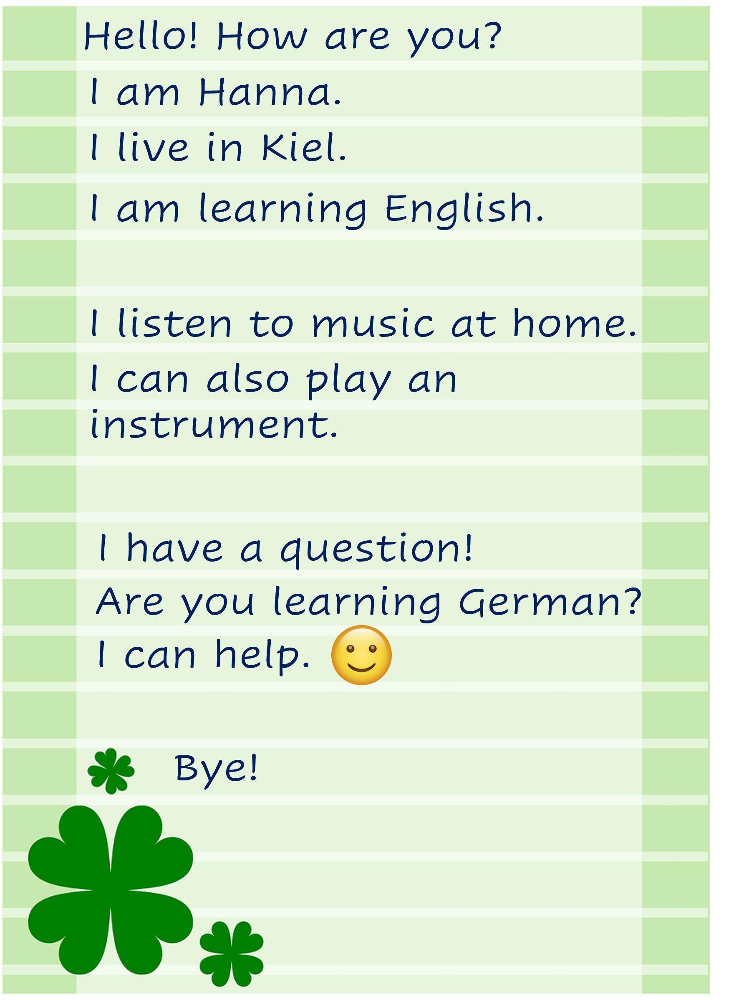 Hello! How are you?
I am Hanna.
I live in Kiel.
I am learning English.
I listen to music at home.
I can also play an
instrument.
I have a question!
Are you learning German?
I can help. 🙂
Bye!